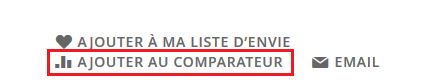 AJOUTER À MA LISTE D'ENVIE
AJOUTER AU COMPARATEUR EMAIL